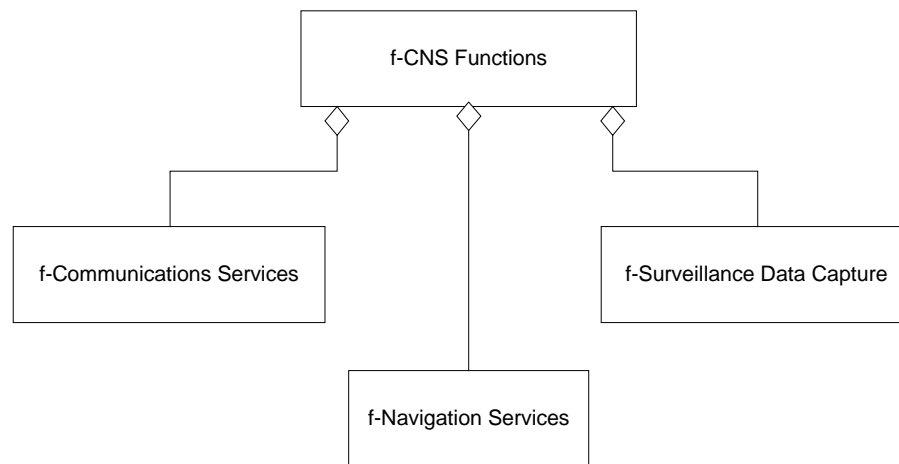 f-CNS Functions
f-Communications Services
f-Surveillance Data Capture
f-Navigation Services